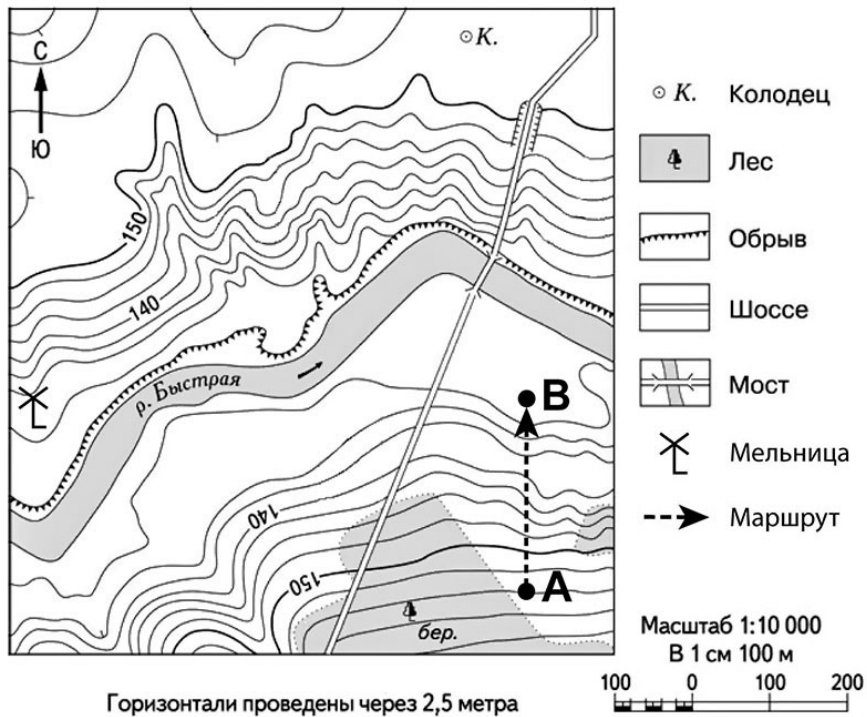 С
Ю
К.
150
140
р. Быстрая
В
140
150
А
бер.
К. Колодец
Лес
Обрыв
Шоссе
Мост
Мельница
Маршрут
Масштаб 1:10 000
В 1 см 100 м
100 0 100 200
Горизонтали проведены через 2,5 метра